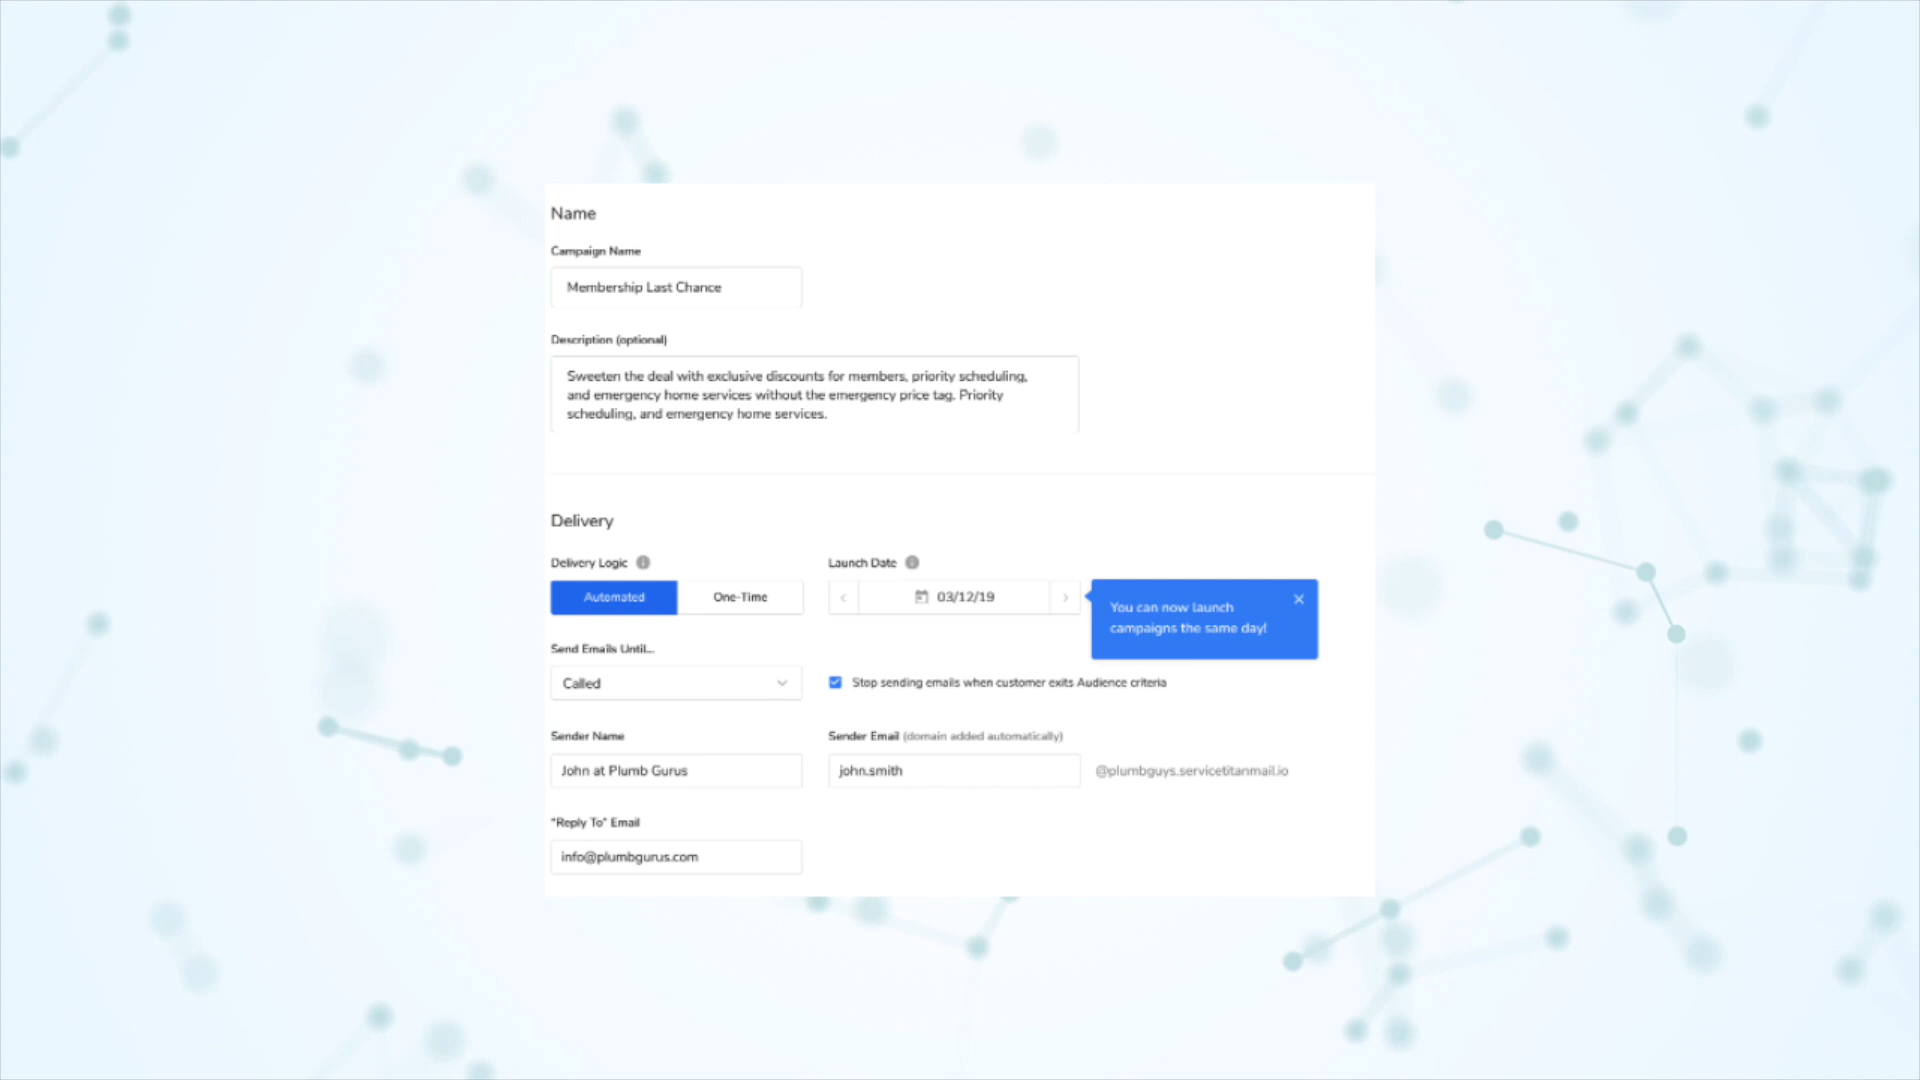 Name
Campaign Name
Membership Last Chance
Description (optional)
Sweeten the deal with exclusive discounts for members, priority scheduling,
and emergency home services without the emergency price tag. Priority
scheduling, and emergency home services.
Delivery
Delivery Logic
Launch Date
Automated
One-Time
03/12/19
You can now launch
campaigns the same day!
Send Emails Until...
Called
Stop sending emails when customer exits Audience criteria
Sender Name
Sender Email (domain added automatically)
John at Plumb Gurus
john.smith
@plumbguys.servicetitanmail.io
"Reply To" Email
info@plumbgurus.com